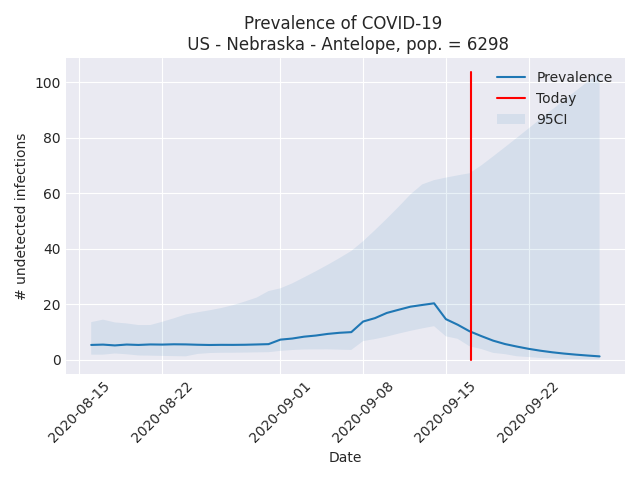 Prevalence of COVID-19
US - Nebraska - Antelope, pop. = 6298
# undetected infections
100
80
60
40
20
0
Prevalence
Today
95CI
2020-08-15
2020-08-22
2020-09-01
2020-09-08
2020-09-15
2020-09-22
Date